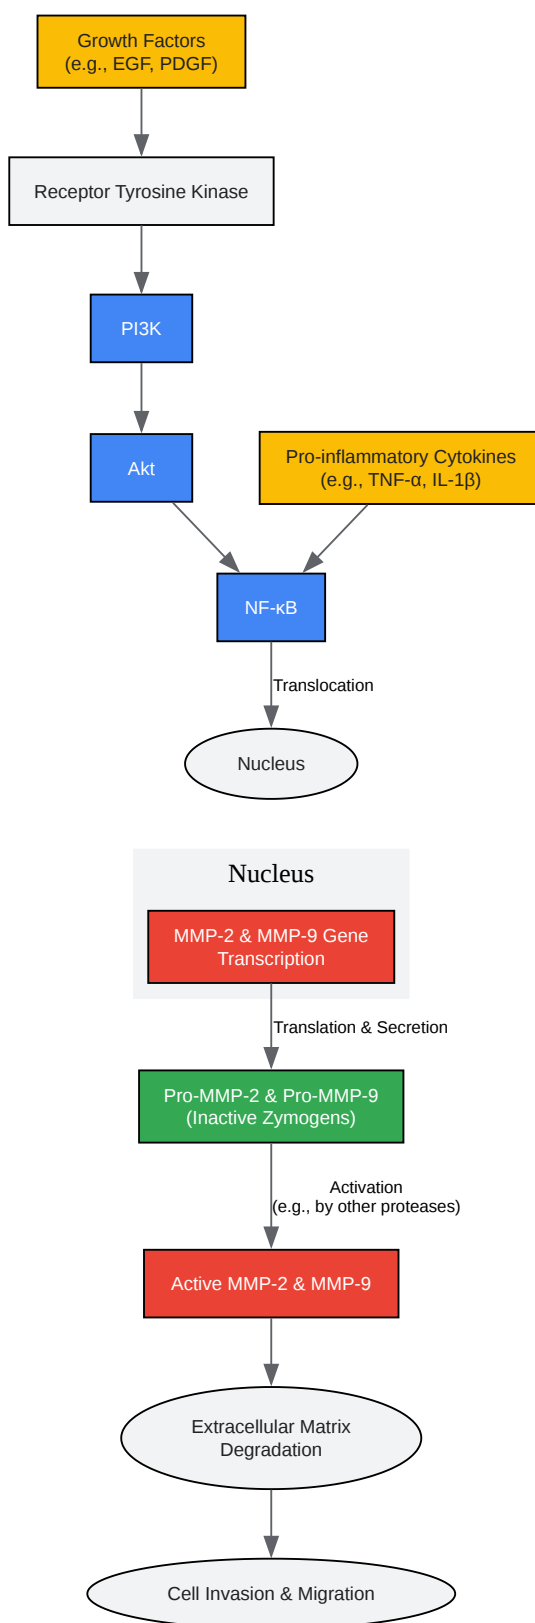 Growth Factors
(e.g., EGF, PDGF)
Receptor Tyrosine Kinase
PI3K
Akt
Pro-inflammatory Cytokines
(e.g., TNF-α, IL-1β)
NF-κB
Translocation
Nucleus
Nucleus
MMP-2 & MMP-9 Gene
Transcription
Translation & Secretion
Pro-MMP-2 & Pro-MMP-9
(Inactive Zymogens)
Activation
(e.g., by other proteases)
Active MMP-2 & MMP-9
Extracellular Matrix
Degradation
Cell Invasion & Migration